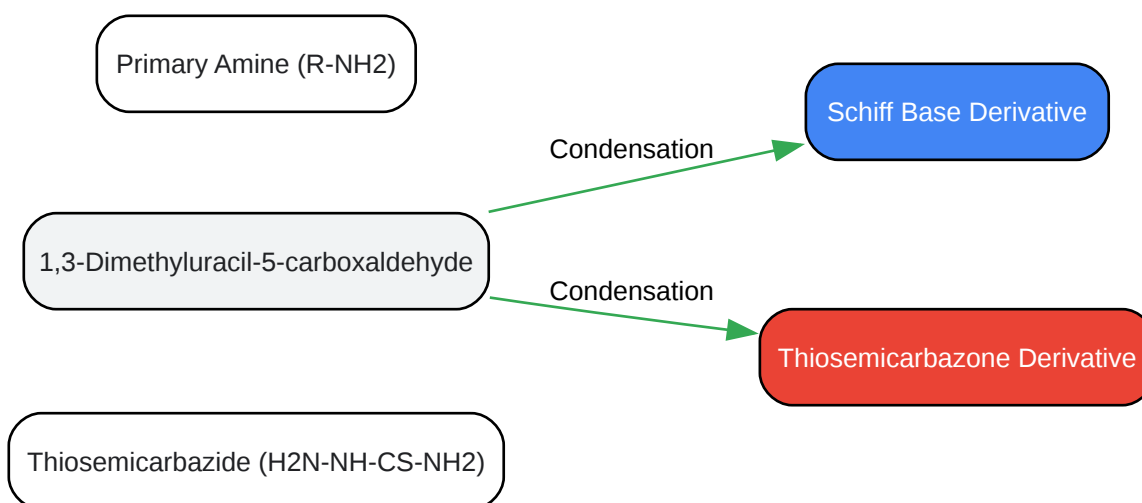 Primary Amine (R-NH2)
Schiff Base Derivative
Condensation
1,3-Dimethyluracil-5-carboxaldehyde
Condensation
Thiosemicarbazone Derivative
Thiosemicarbazide (H2N-NH-CS-NH2)